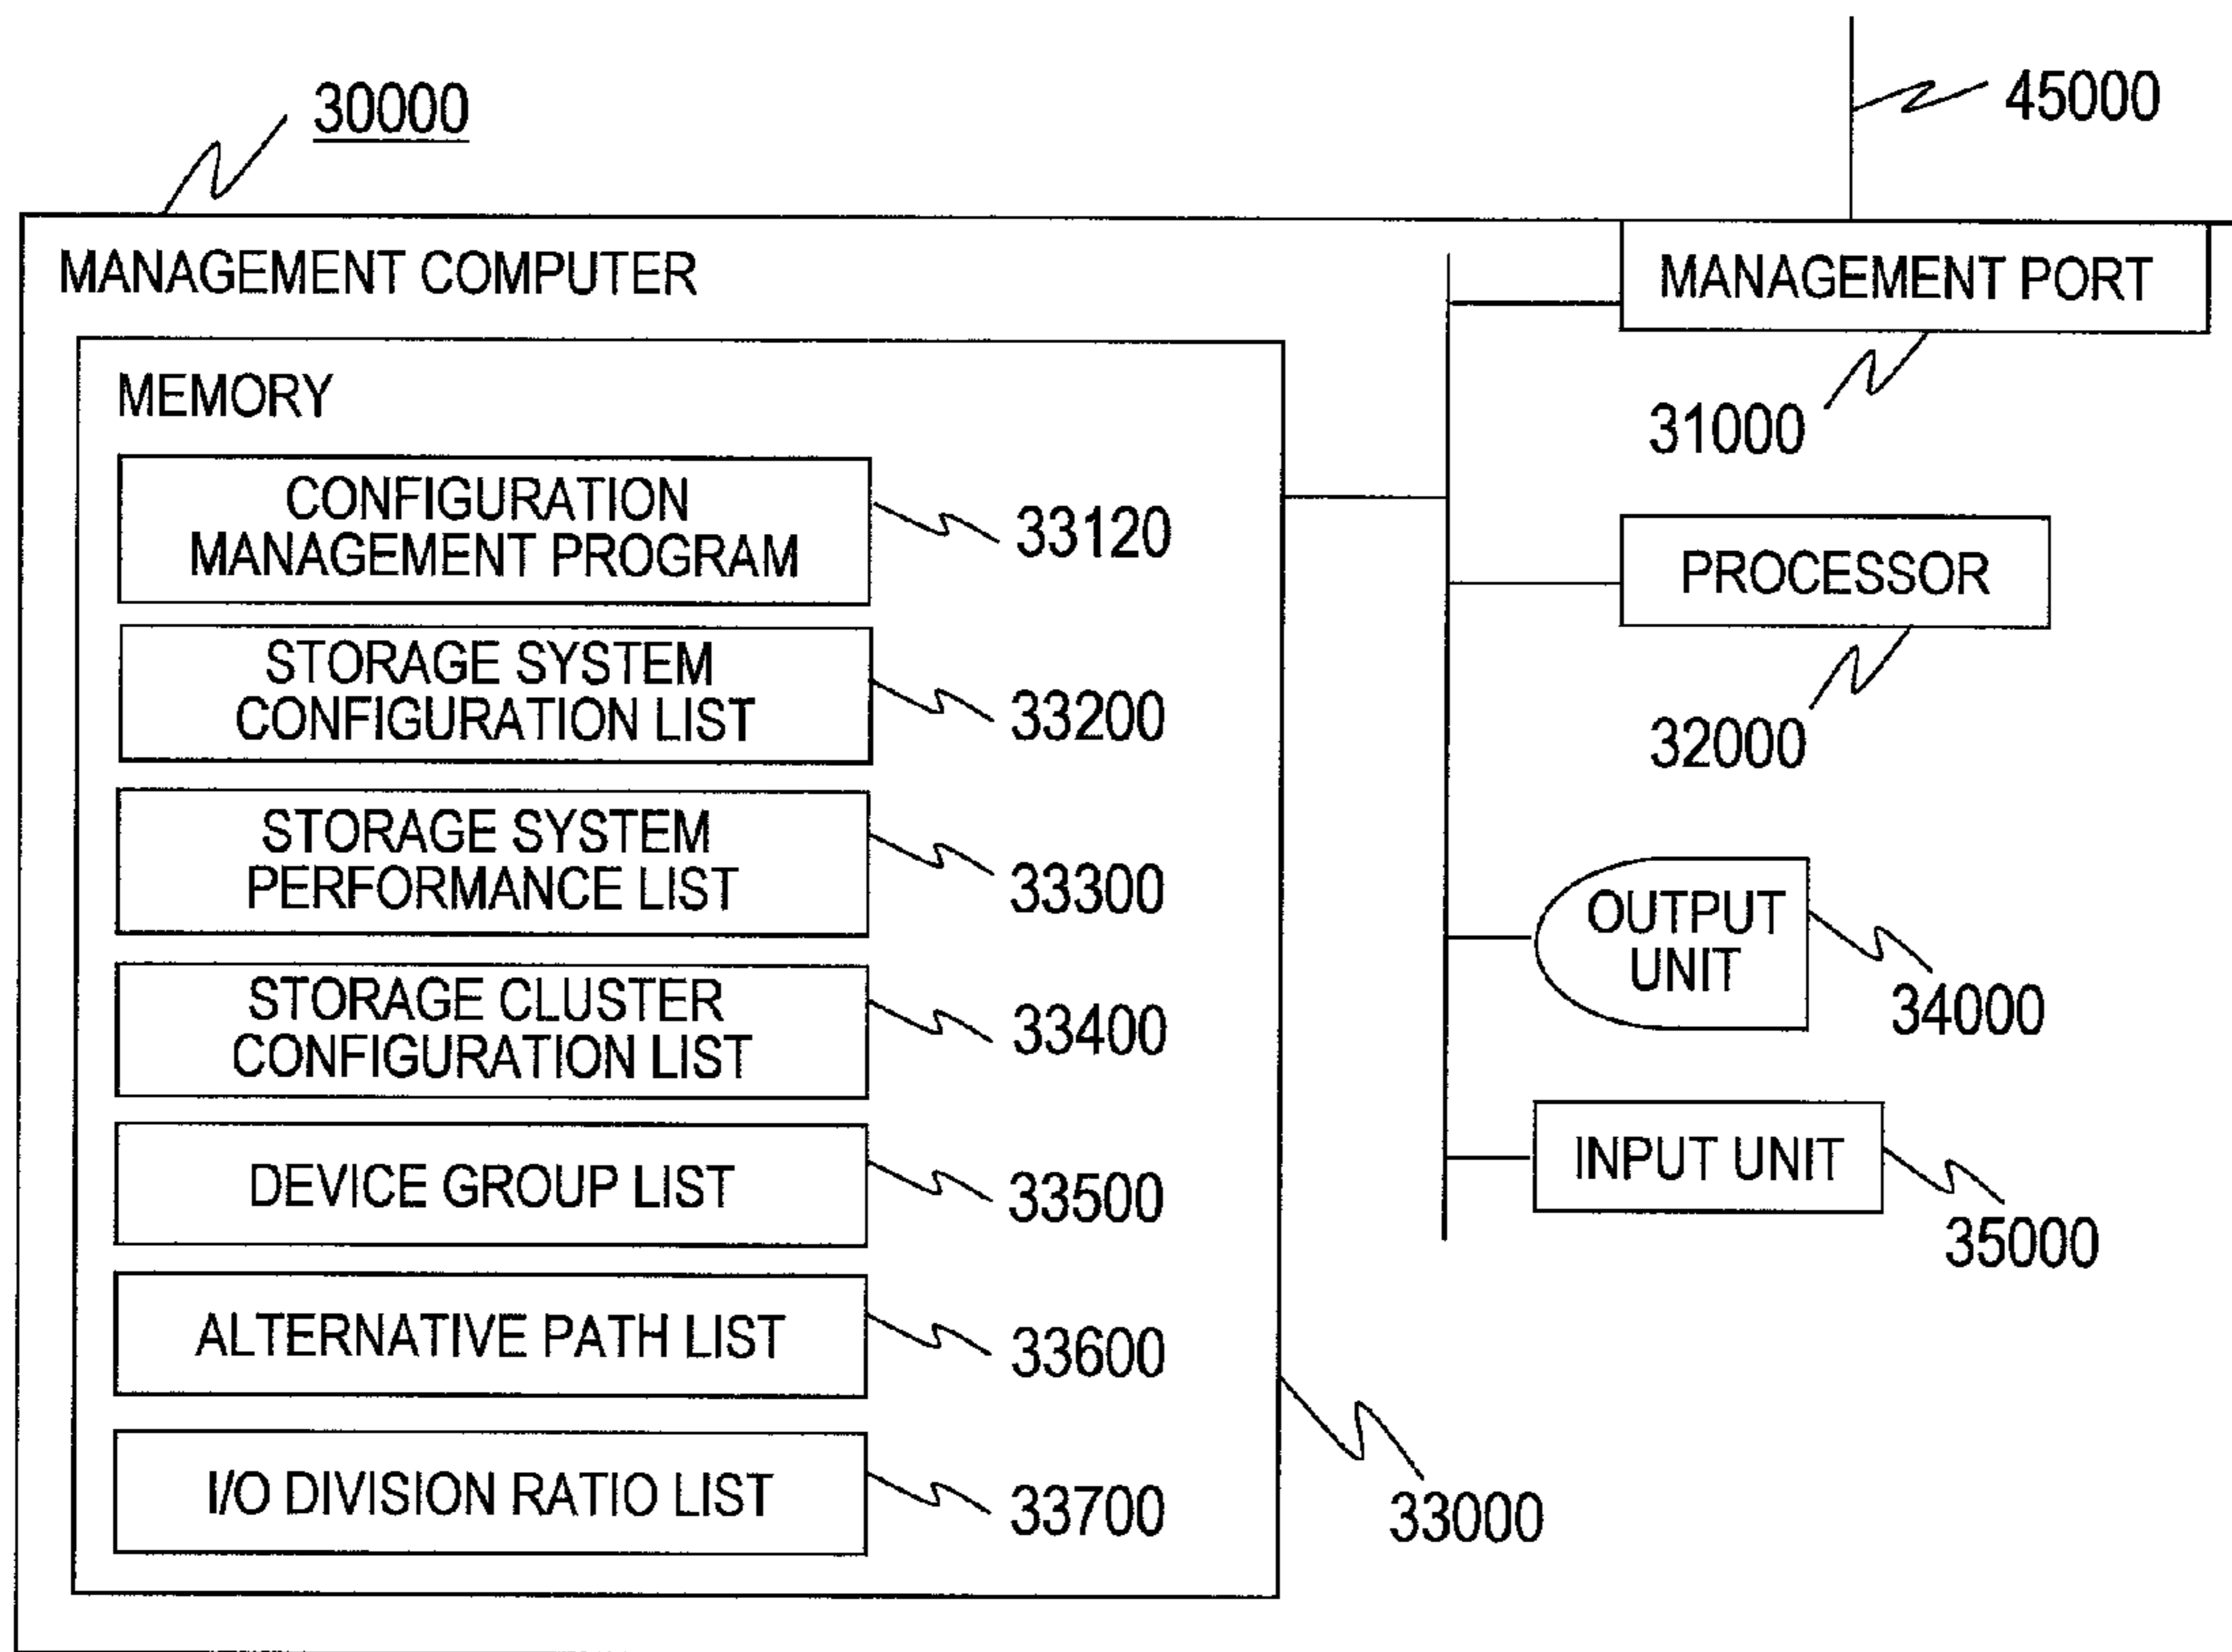 30000
45000
MANAGEMENT COMPUTER
MANAGEMENT PORT
31000
MEMORY
CONFIGURATION
MANAGEMENT PROGRAM
33120
PROCESSOR
32000
STORAGE SYSTEM
CONFIGURATION LIST
33200
STORAGE SYSTEM
PERFORMANCE LIST
33300
OUTPUT
UNIT
34000
STORAGE CLUSTER
CONFIGURATION LIST
33400
INPUT UNIT
35000
DEVICE GROUP LIST
33500
ALTERNATIVE PATH LIST
33600
I/O DIVISION RATIO LIST
33700
33000